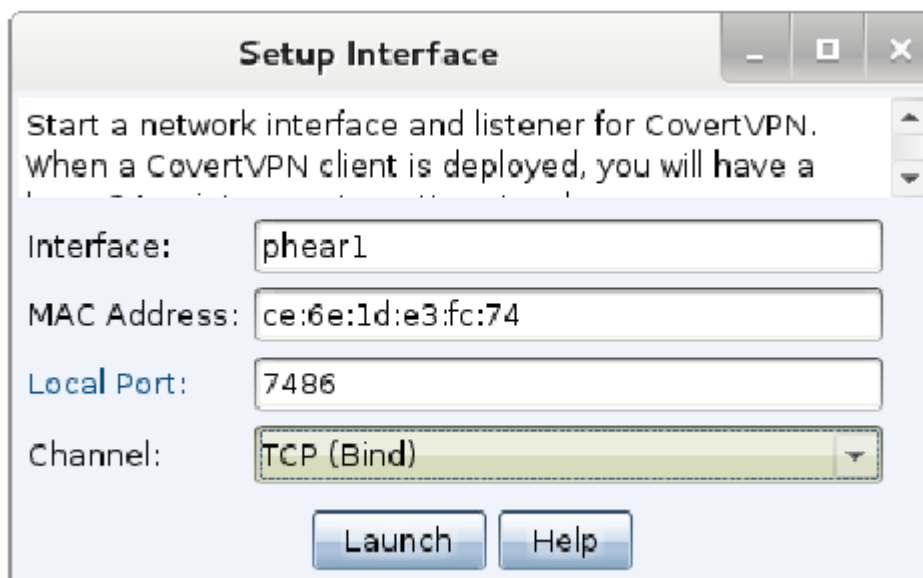 Setup Interface
Start a network interface and listener for CovertVPN.
When a CovertVPN client is deployed, you will have a
Interface: phear1
MAC Address: ce:6e:1d:e3:fc:74
Local Port: 7486
Channel: TCP (Bind)
Launch Help